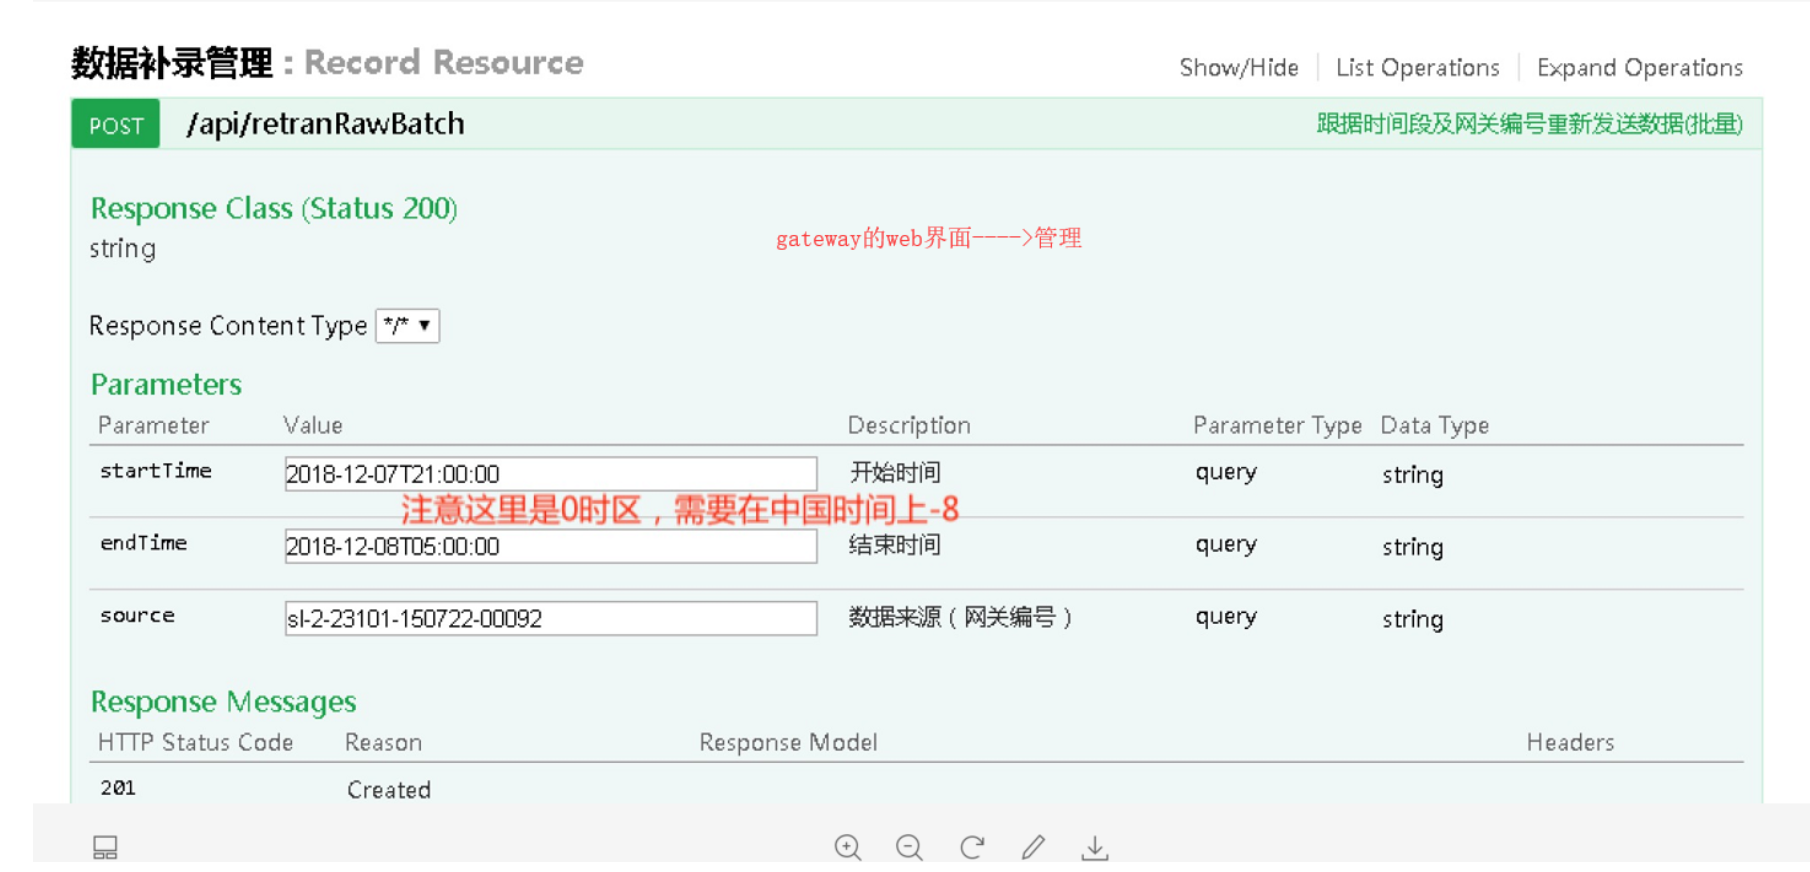 数据补录管理 : Record Resource
Show/Hide List Operations Expand Operations
POST /api/retranRawBatch 跟据时间段及网关编号重新发送数据(批量)
Response Class (Status 200)
string
gateway的web界面---->管理
Response Content Type */*
Parameters
Parameter Value Description Parameter Type Data Type
startTime 2018-12-07T21:00:00 开始时间 query string
注意这里是0时区，需要在中国时间上-8
endTime 2018-12-08T05:00:00 结束时间 query string
source sl-2-23101-150722-00092 数据来源（网关编号） query string
Response Messages
HTTP Status Code Reason Response Model Headers
201 Created